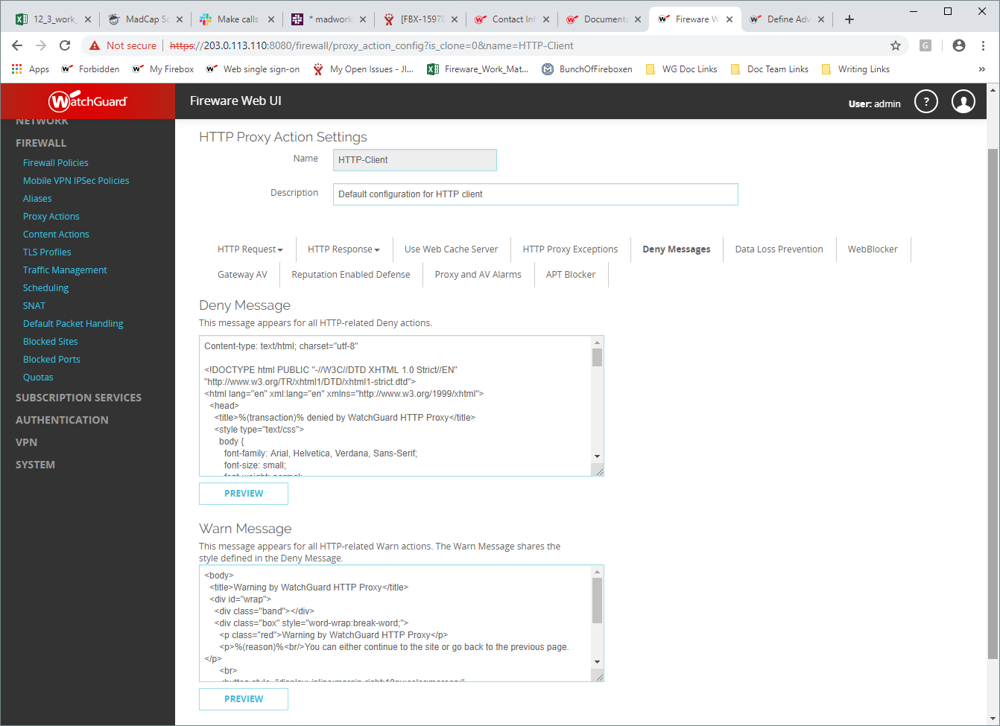 12_3_work_
MadCap So
Make calls
* madworld
[FBX-15978
Contact Inf
Documenta
Fireware W
Define Adv
Not secure
https://203.0.113.110:8080/firewall/proxy_action_config?is_clone=0&name=HTTP-Client
G
Apps
Forbidden
My Firebox
Web single sign-on
My Open Issues - JI...
Fireware_Work_Mat...
BunchOfFireboxen
WG Doc Links
Doc Team Links
Writing Links
»
WatchGuard
Fireware Web UI
User: admin
?
NETWORK
FIREWALL
Firewall Policies
Mobile VPN IPSec Policies
Aliases
Proxy Actions
Content Actions
TLS Profiles
Traffic Management
Scheduling
SNAT
Default Packet Handling
Blocked Sites
Blocked Ports
Quotas
SUBSCRIPTION SERVICES
AUTHENTICATION
VPN
SYSTEM
HTTP Proxy Action Settings
Name
HTTP-Client
Description
Default configuration for HTTP client
HTTP Request
HTTP Response
Use Web Cache Server
HTTP Proxy Exceptions
Deny Messages
Data Loss Prevention
WebBlocker
Gateway AV
Reputation Enabled Defense
Proxy and AV Alarms
APT Blocker
Deny Message
This message appears for all HTTP-related Deny actions.
Content-type: text/html; charset="utf-8"
<!DOCTYPE html PUBLIC "-//W3C//DTD XHTML 1.0 Strict//EN"
"http://www.w3.org/TR/xhtml1/DTD/xhtml1-strict.dtd">
<html lang="en" xml:lang="en" xmlns="http://www.w3.org/1999/xhtml">
<head>
<title>%(transaction)% denied by WatchGuard HTTP Proxy</title>
<style type="text/css">
body {
font-family: Arial, Helvetica, Verdana, Sans-Serif;
font-size: small;
font-weight: normal;
PREVIEW
Warn Message
This message appears for all HTTP-related Warn actions. The Warn Message shares the
style defined in the Deny Message.
<body>
<title>Warning by WatchGuard HTTP Proxy</title>
<div id="wrap">
<div class="band"></div>
<div class="box" style="word-wrap:break-word;">
<p class="red">Warning by WatchGuard HTTP Proxy</p>
<p>%(reason)%<br/>You can either continue to the site or go back to the previous page.
</p>
<br>
PREVIEW